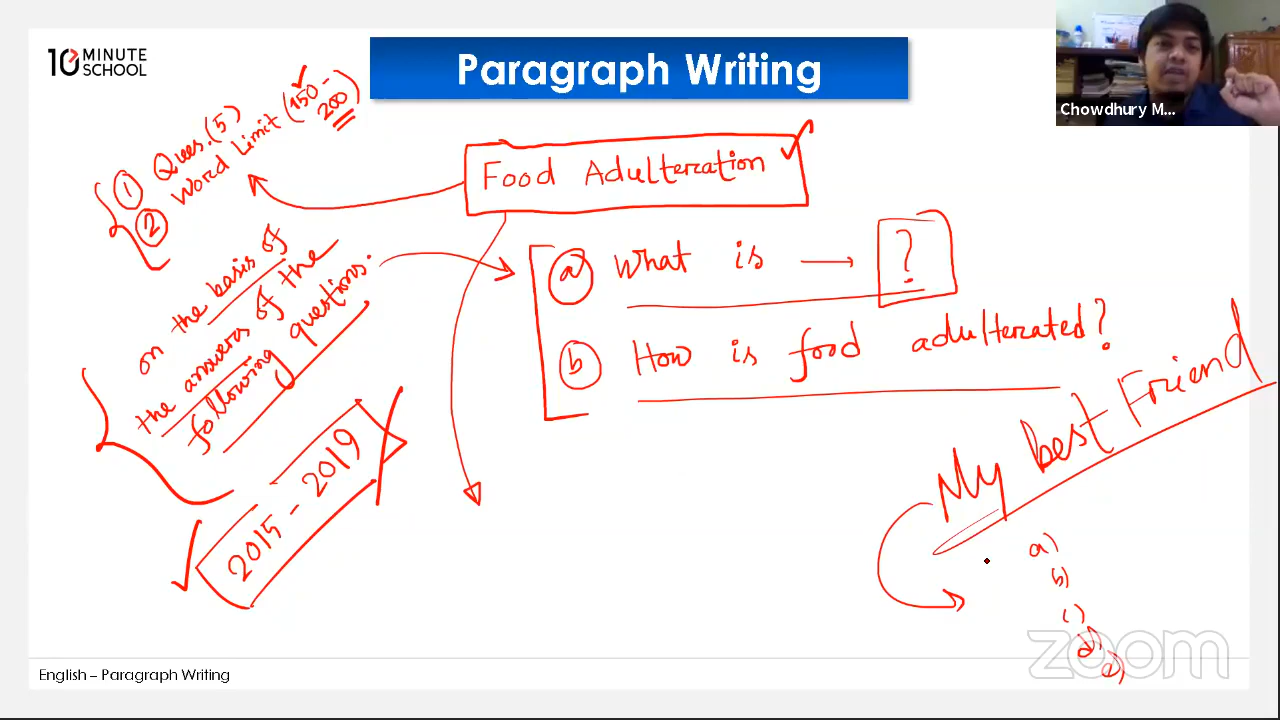 10 MINUTE
SCHOOL
Paragraph Writing
Chowdhury M...
1 Ques. (5)
2 Word Limit (150-
200)
Food Adulteration
a) What is → ?
b) How is food adulterated?
on the basis of
the answers of the
following questions.
2015 - 2019
My best Friend
a)
b)
c)
d)
e)
zoom
English – Paragraph Writing